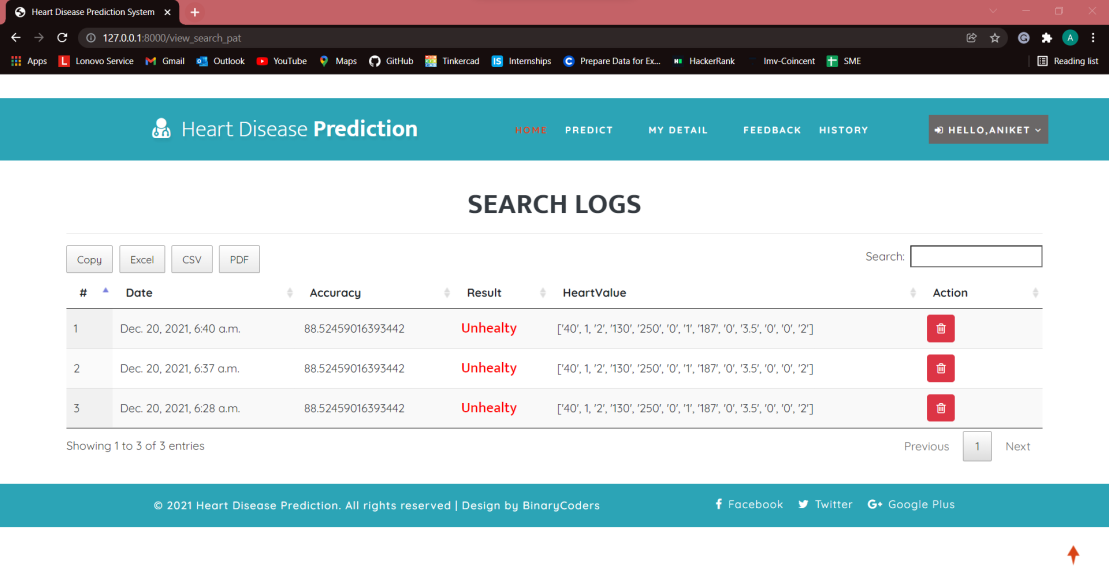 Heart Disease Prediction System
127.0.0.1:8000/view_search_pat
A
Apps L Lonovo Service Gmail Outlook YouTube Maps GitHub Tinkercad IS Internships C Prepare Data for Ex... HackerRank Imv-Coincent SME Reading list
Heart Disease Prediction HOME PREDICT MY DETAIL FEEDBACK HISTORY HELLO,ANIKET
SEARCH LOGS
Copy Excel CSV PDF Search:
# Date Accuracy Result HeartValue Action
1 Dec. 20, 2021, 6:40 a.m. 88.52459016393442 Unhealty ['40', 1, '2', '130', '250', '0', '1', '187', '0', '3.5', '0', '0', '2']
2 Dec. 20, 2021, 6:37 a.m. 88.52459016393442 Unhealty ['40', 1, '2', '130', '250', '0', '1', '187', '0', '3.5', '0', '0', '2']
3 Dec. 20, 2021, 6:28 a.m. 88.52459016393442 Unhealty ['40', 1, '2', '130', '250', '0', '1', '187', '0', '3.5', '0', '0', '2']
Showing 1 to 3 of 3 entries Previous 1 Next
© 2021 Heart Disease Prediction. All rights reserved | Design by BinaryCoders Facebook Twitter Google Plus